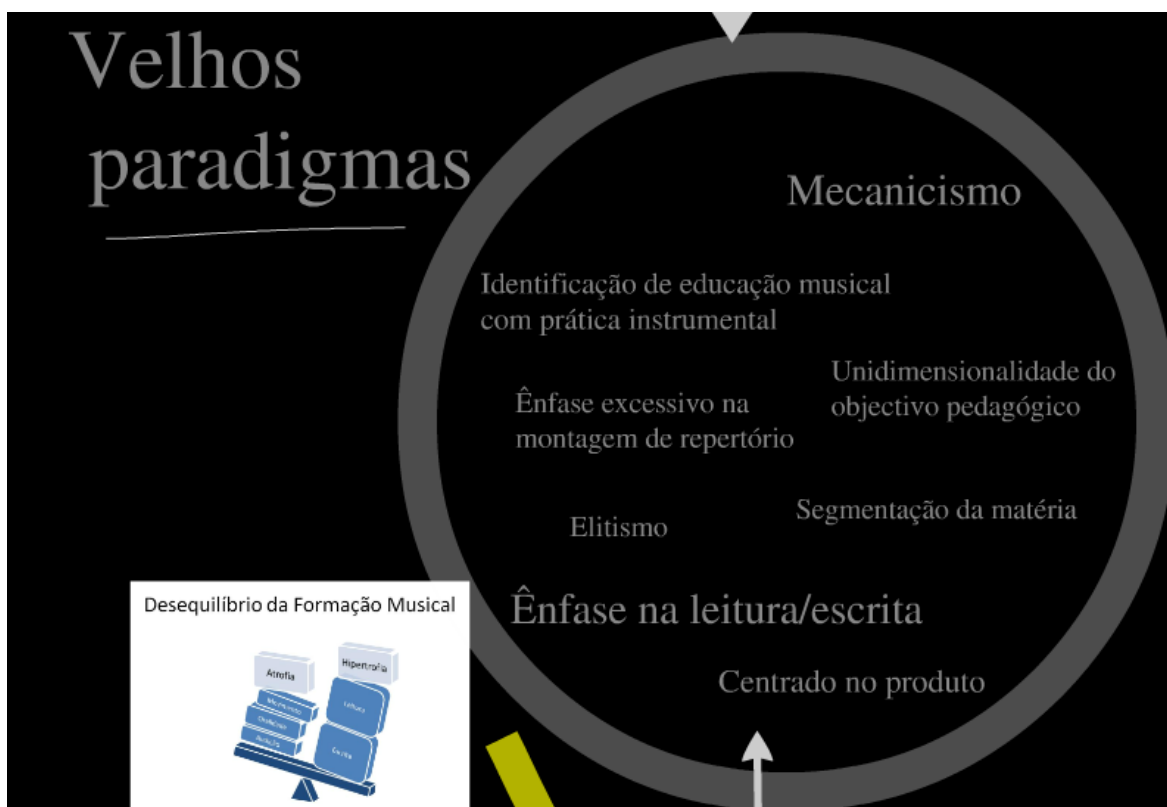 Velhos
paradigmas
Mecanicismo
Identificação de educação musical
com prática instrumental
Unidimensionalidade do
objectivo pedagógico
Ênfase excessivo na
montagem de repertório
Segmentação da matéria
Elitismo
Ênfase na leitura/escrita
Centrado no produto
Desequilíbrio da Formação Musical
Atrofia
Hipertrofia
Movimento
Leitura
Audição
Escrita